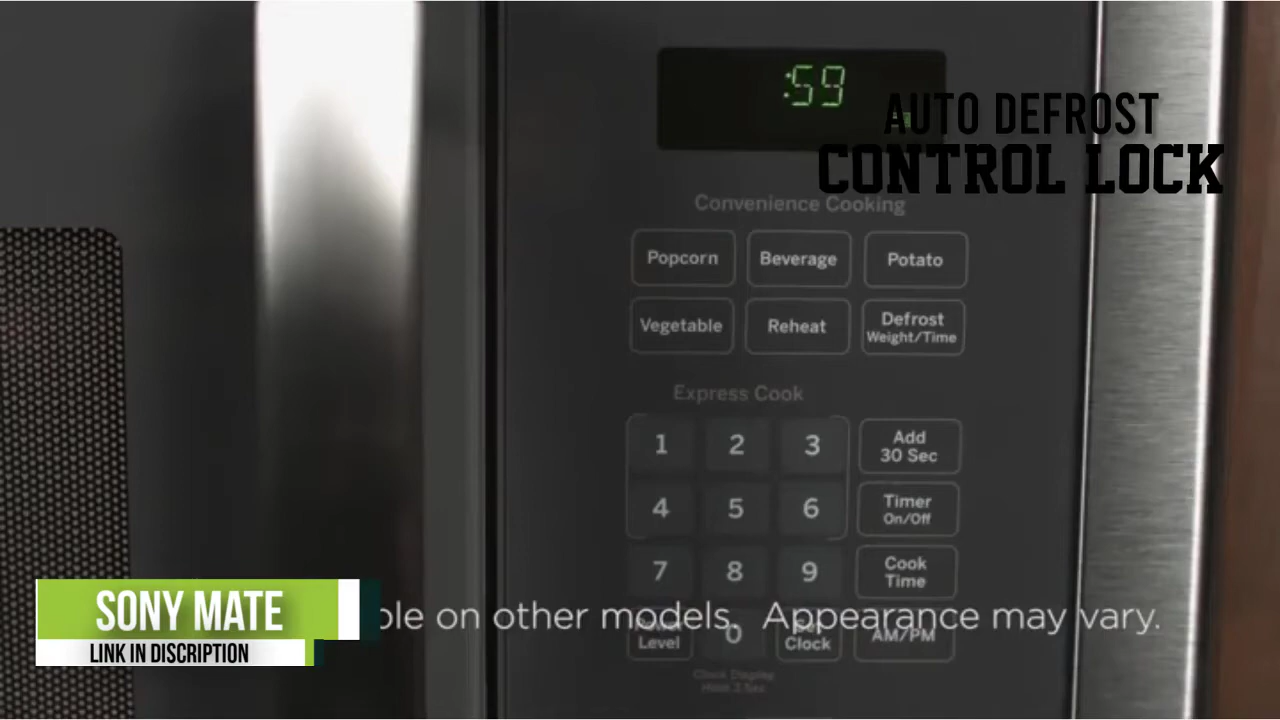 :59
AUTO DEFROST
CONTROL LOCK
Convenience Cooking
Popcorn
Beverage
Potato
Vegetable
Reheat
Defrost
Weight/Time
Express Cook
1 2 3
Add
30 Sec
4 5 6
Timer
On/Off
7 8 9
Cook
Time
SONY MATE
on other models. Appearance may vary.
Level
0
Clock
AM/PM
LINK IN DISCRIPTION
Clock Display